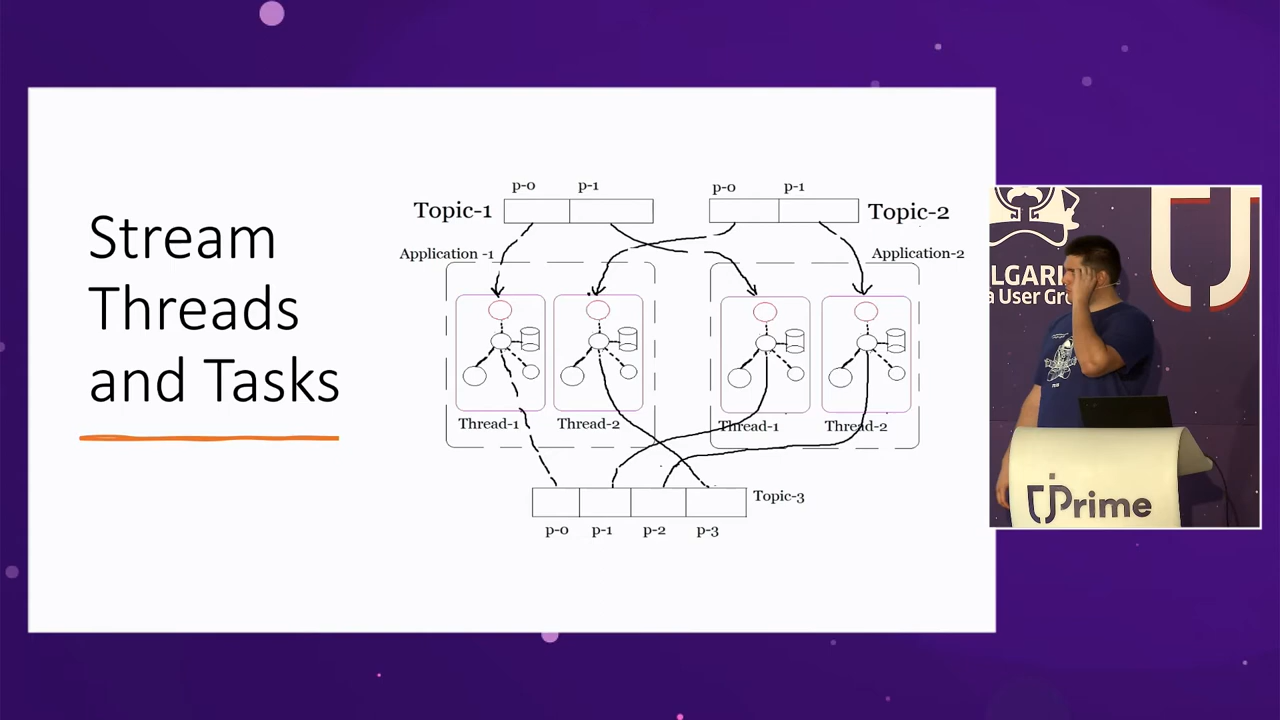 Stream
Threads
and Tasks
p-0 p-1
Topic-1
p-0 p-1
Topic-2
Application -1
Application-2
Thread-1
Thread-2
Thread-1
Thread-2
Topic-3
p-0 p-1 p-2 p-3
Prime